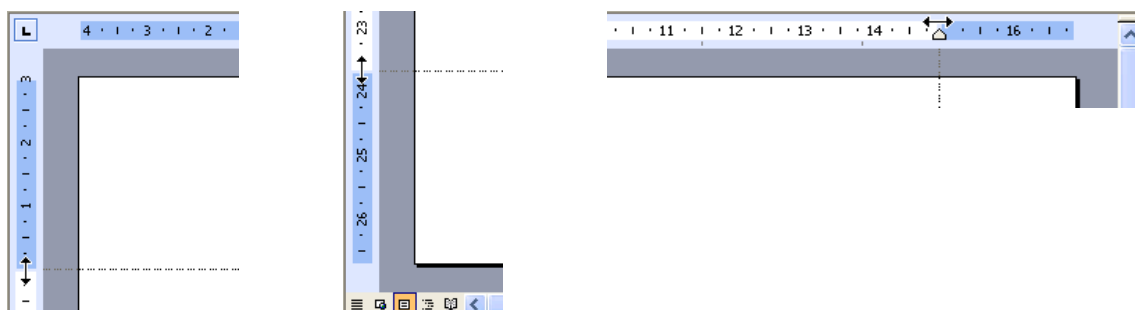 L
4 · ı · 3 · ı · 2 ·
3 · ı · 2 · ı · 1 · ı ·
23 · 24 · ı · 25 · ı · 26 · ı
· ı · 11 · ı · 12 · ı · 13 · ı · 14 · ı · · ı · 16 · ı ·